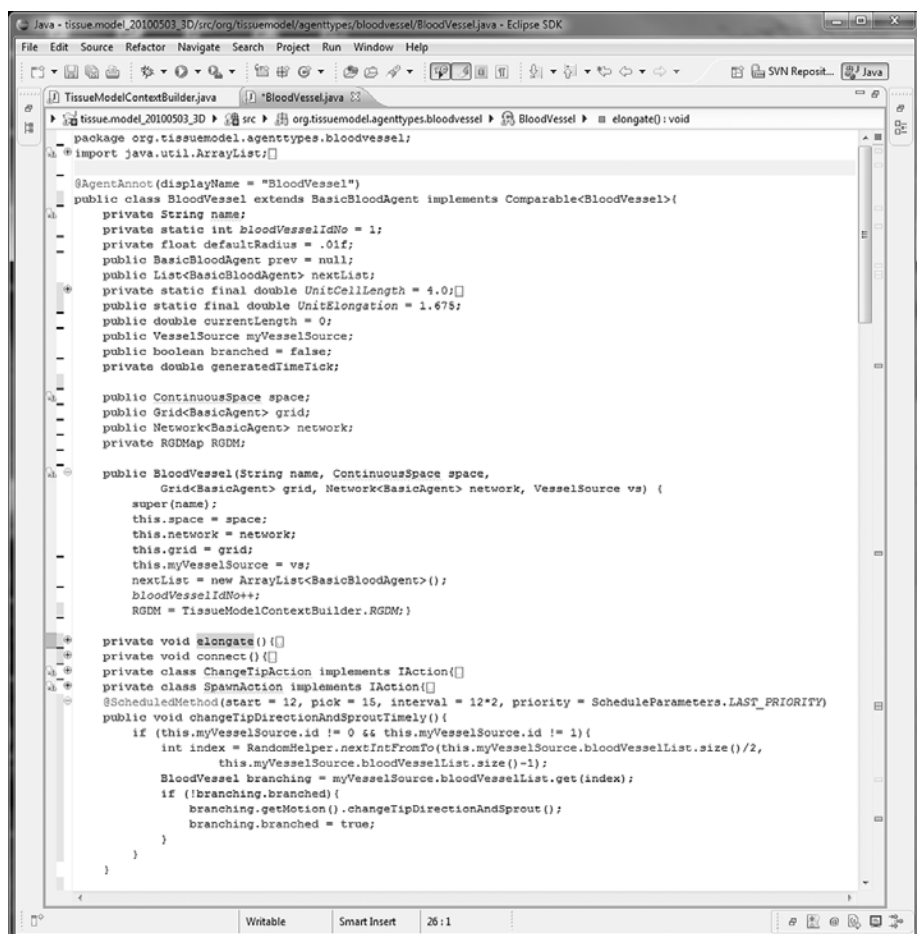 Java - tissue.model_20100503_3D/src/org/tissuemodel/agenttypes/bloodvessel/BloodVessel.java - Eclipse SDK
File Edit Source Refactor Navigate Search Project Run Window Help
SVN Reposit... Java
TissueModelContextBuilder.java *BloodVessel.java
tissue.model_20100503_3D src org.tissuemodel.agenttypes.bloodvessel BloodVessel elongate() : void
package org.tissuemodel.agenttypes.bloodvessel;
import java.util.ArrayList;
@AgentAnnot(displayName = "BloodVessel")
public class BloodVessel extends BasicBloodAgent implements Comparable<BloodVessel>{
private String name;
private static int bloodVesselIdNo = 1;
private float defaultRadius = .01f;
public BasicBloodAgent prev = null;
public List<BasicBloodAgent> nextList;
private static final double UnitCellLength = 4.0;
public static final double UnitElongation = 1.675;
public double currentLength = 0;
public VesselSource myVesselSource;
public boolean branched = false;
private double generatedTimeTick;
public ContinuousSpace space;
public Grid<BasicAgent> grid;
public Network<BasicAgent> network;
private RGDMap RGDM;
public BloodVessel(String name, ContinuousSpace space,
Grid<BasicAgent> grid, Network<BasicAgent> network, VesselSource vs) {
super(name);
this.space = space;
this.network = network;
this.grid = grid;
this.myVesselSource = vs;
nextList = new ArrayList<BasicBloodAgent>();
bloodVesselIdNo++;
RGDM = TissueModelContextBuilder.RGDM;}
private void elongate(){
private void connect(){
private class ChangeTipAction implements IAction{
private class SpawnAction implements IAction{
@ScheduledMethod(start = 12, pick = 15, interval = 12*2, priority = ScheduleParameters.LAST_PRIORITY)
public void changeTipDirectionAndSproutTimely(){
if (this.myVesselSource.id != 0 && this.myVesselSource.id != 1){
int index = RandomHelper.nextIntFromTo(this.myVesselSource.bloodVesselList.size()/2,
this.myVesselSource.bloodVesselList.size()-1);
BloodVessel branching = myVesselSource.bloodVesselList.get(index);
if (!branching.branched){
branching.getMotion().changeTipDirectionAndSprout();
branching.branched = true;
}
}
}
Writable Smart Insert 26 : 1